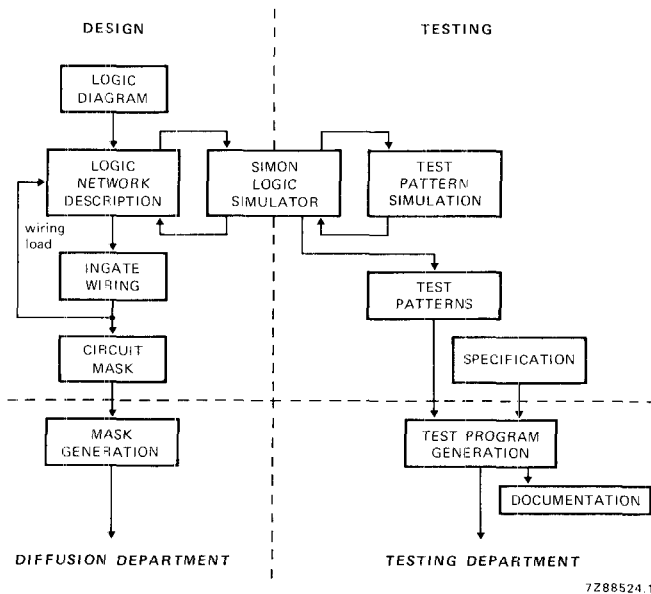 DESIGN
TESTING
LOGIC
DIAGRAM
LOGIC
NETWORK
DESCRIPTION
SIMON
LOGIC
SIMULATOR
TEST
PATTERN
SIMULATION
wiring
load
INGATE
WIRING
TEST
PATTERNS
CIRCUIT
MASK
SPECIFICATION
MASK
GENERATION
TEST PROGRAM
GENERATION
DOCUMENTATION
DIFFUSION DEPARTMENT
TESTING DEPARTMENT
7Z88524.1